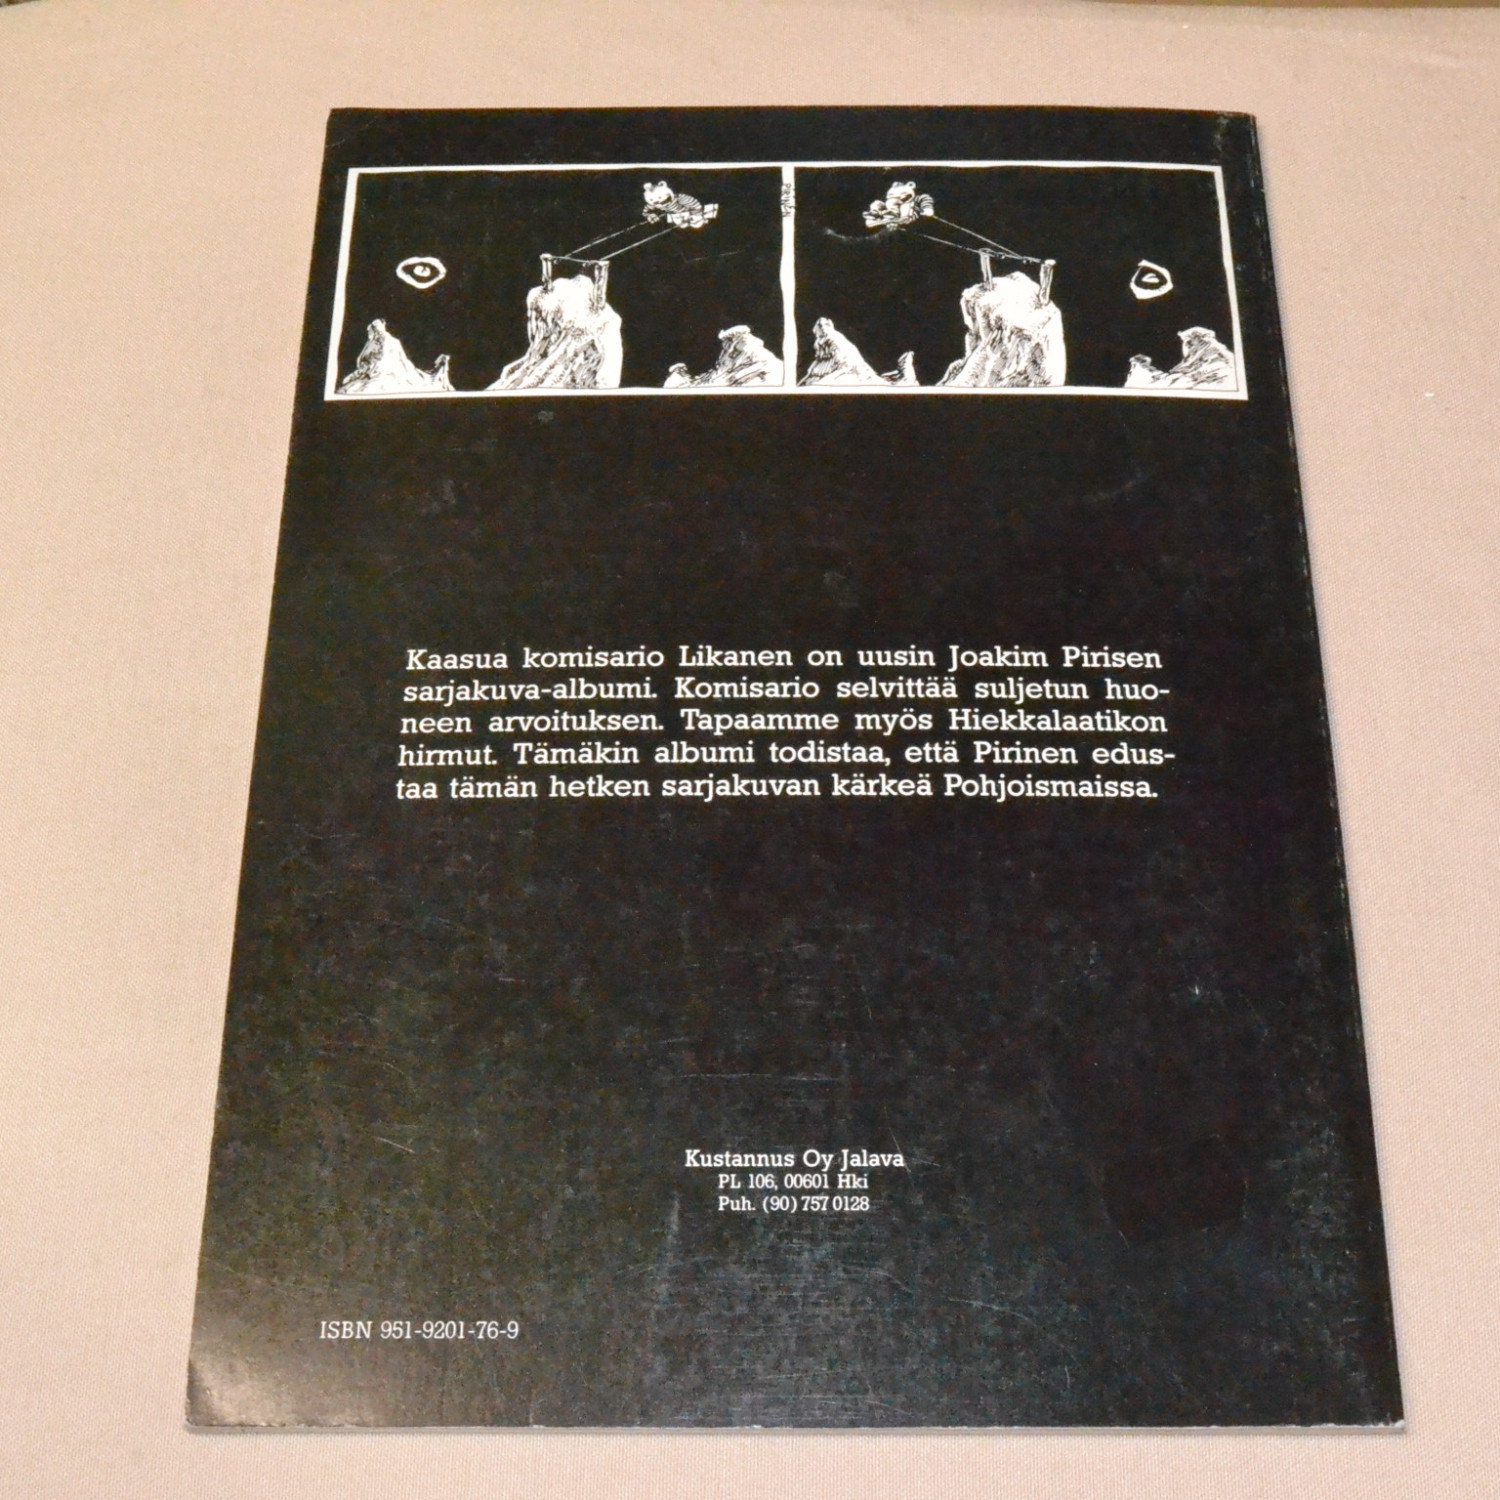 Kaasua komisario Likanen on uusin Joakim Pirisen
sarjakuva-albumi. Komisario selvittää suljetun huo-
neen arvoituksen. Tapaamme myös Hiekkalaatikon
hirmut. Tämäkin albumi todistaa, että Pirinen edus-
taa tämän hetken sarjakuvan kärkeä Pohjoismaissa.
Kustannus Oy Jalava
PL 106, 00601 Hki
Puh. (90) 757 0128
ISBN 951-9201-76-9